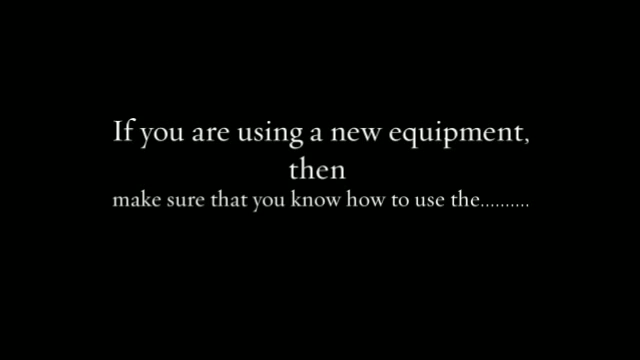 If you are using a new equipment,
then
make sure that you know how to use the..........